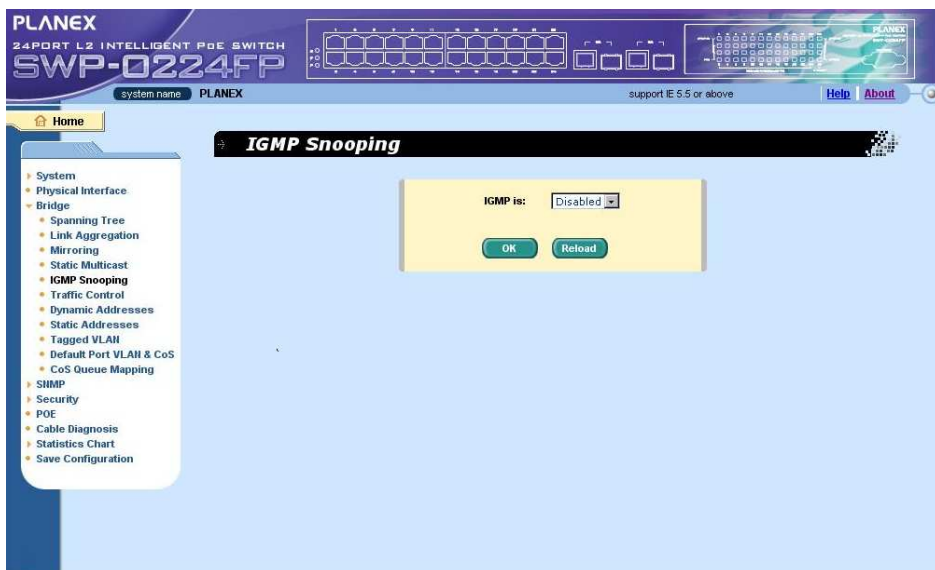 PLANEX
24PORT L2 INTELLIGENT PoE SWITCH
SWP-0224FP
PLANEX
system name PLANEX
support IE 5.5 or above
Help About
Home
IGMP Snooping
System
Physical Interface
Bridge
Spanning Tree
Link Aggregation
Mirroring
Static Multicast
IGMP Snooping
Traffic Control
Dynamic Addresses
Static Addresses
Tagged VLAN
Default Port VLAN & CoS
CoS Queue Mapping
SNMP
Security
POE
Cable Diagnosis
Statistics Chart
Save Configuration
IGMP is: Disabled
OK Reload